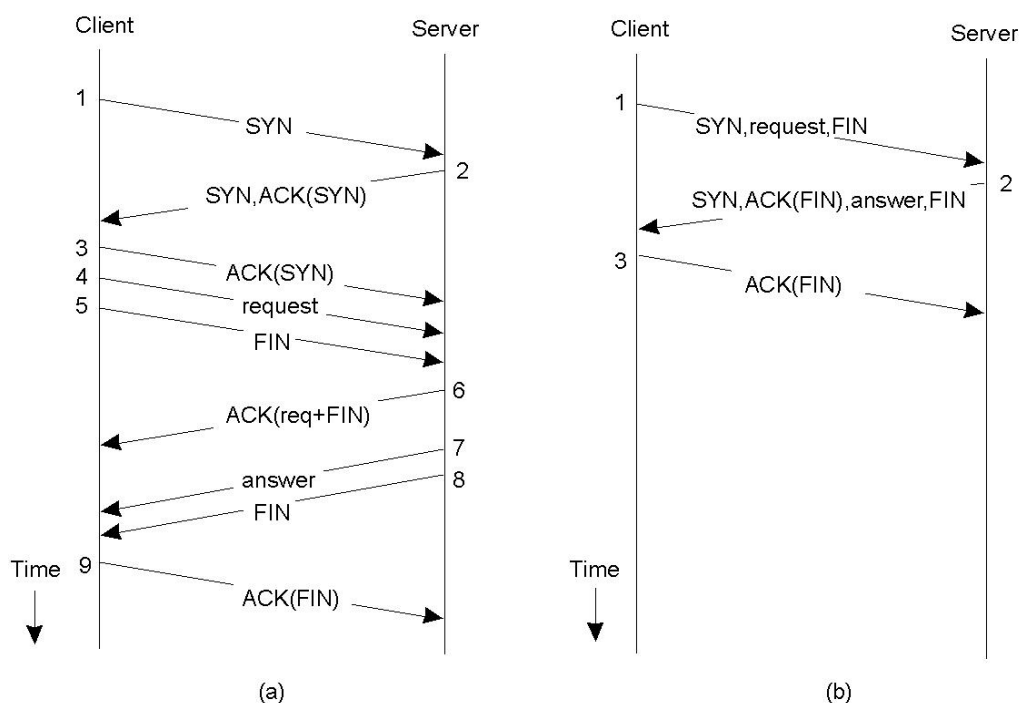 Client
Server
1
SYN
2
SYN,ACK(SYN)
3
ACK(SYN)
4
request
5
FIN
6
ACK(req+FIN)
7
answer
8
FIN
9
ACK(FIN)
Time
(a)
Client
Server
1
SYN,request,FIN
2
SYN,ACK(FIN),answer,FIN
3
ACK(FIN)
Time
(b)